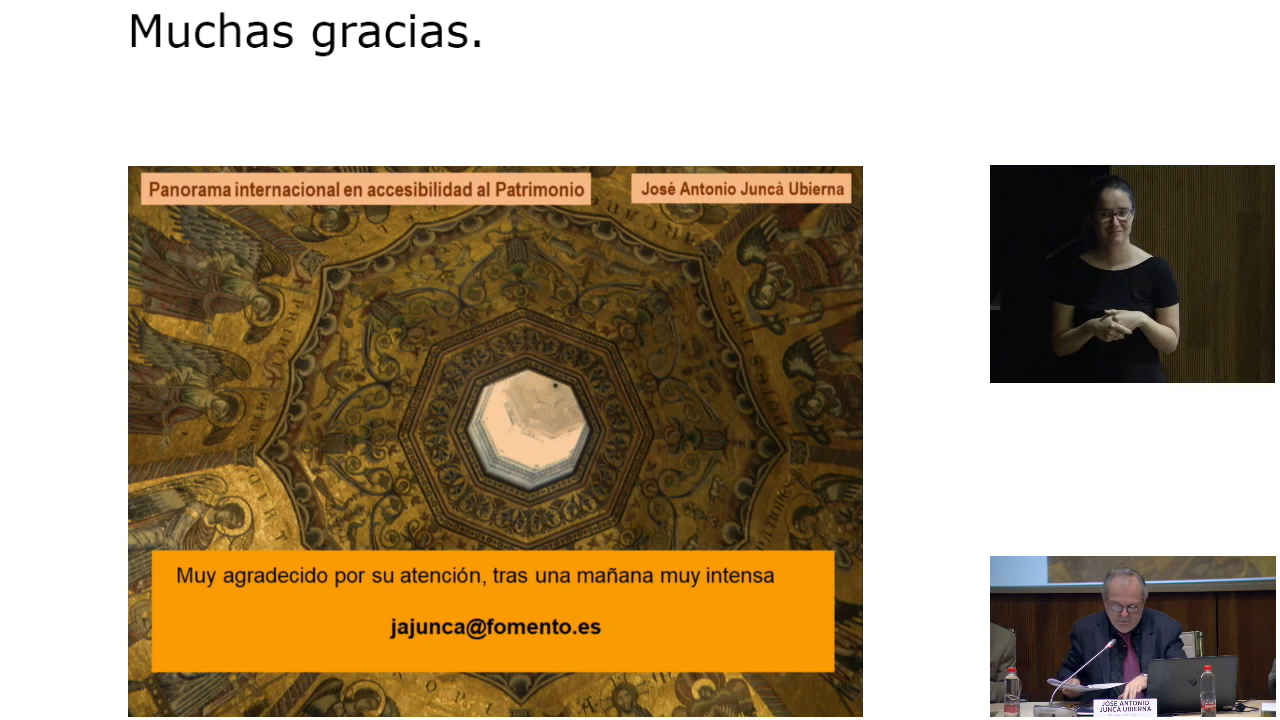 Muchas gracias.
Panorama internacional en accesibilidad al Patrimonio
José Antonio Juncà Ubierna
Muy agradecido por su atención, tras una mañana muy intensa
jajunca@fomento.es
JOSÉ ANTONIO
JUNCÀ UBIERNA